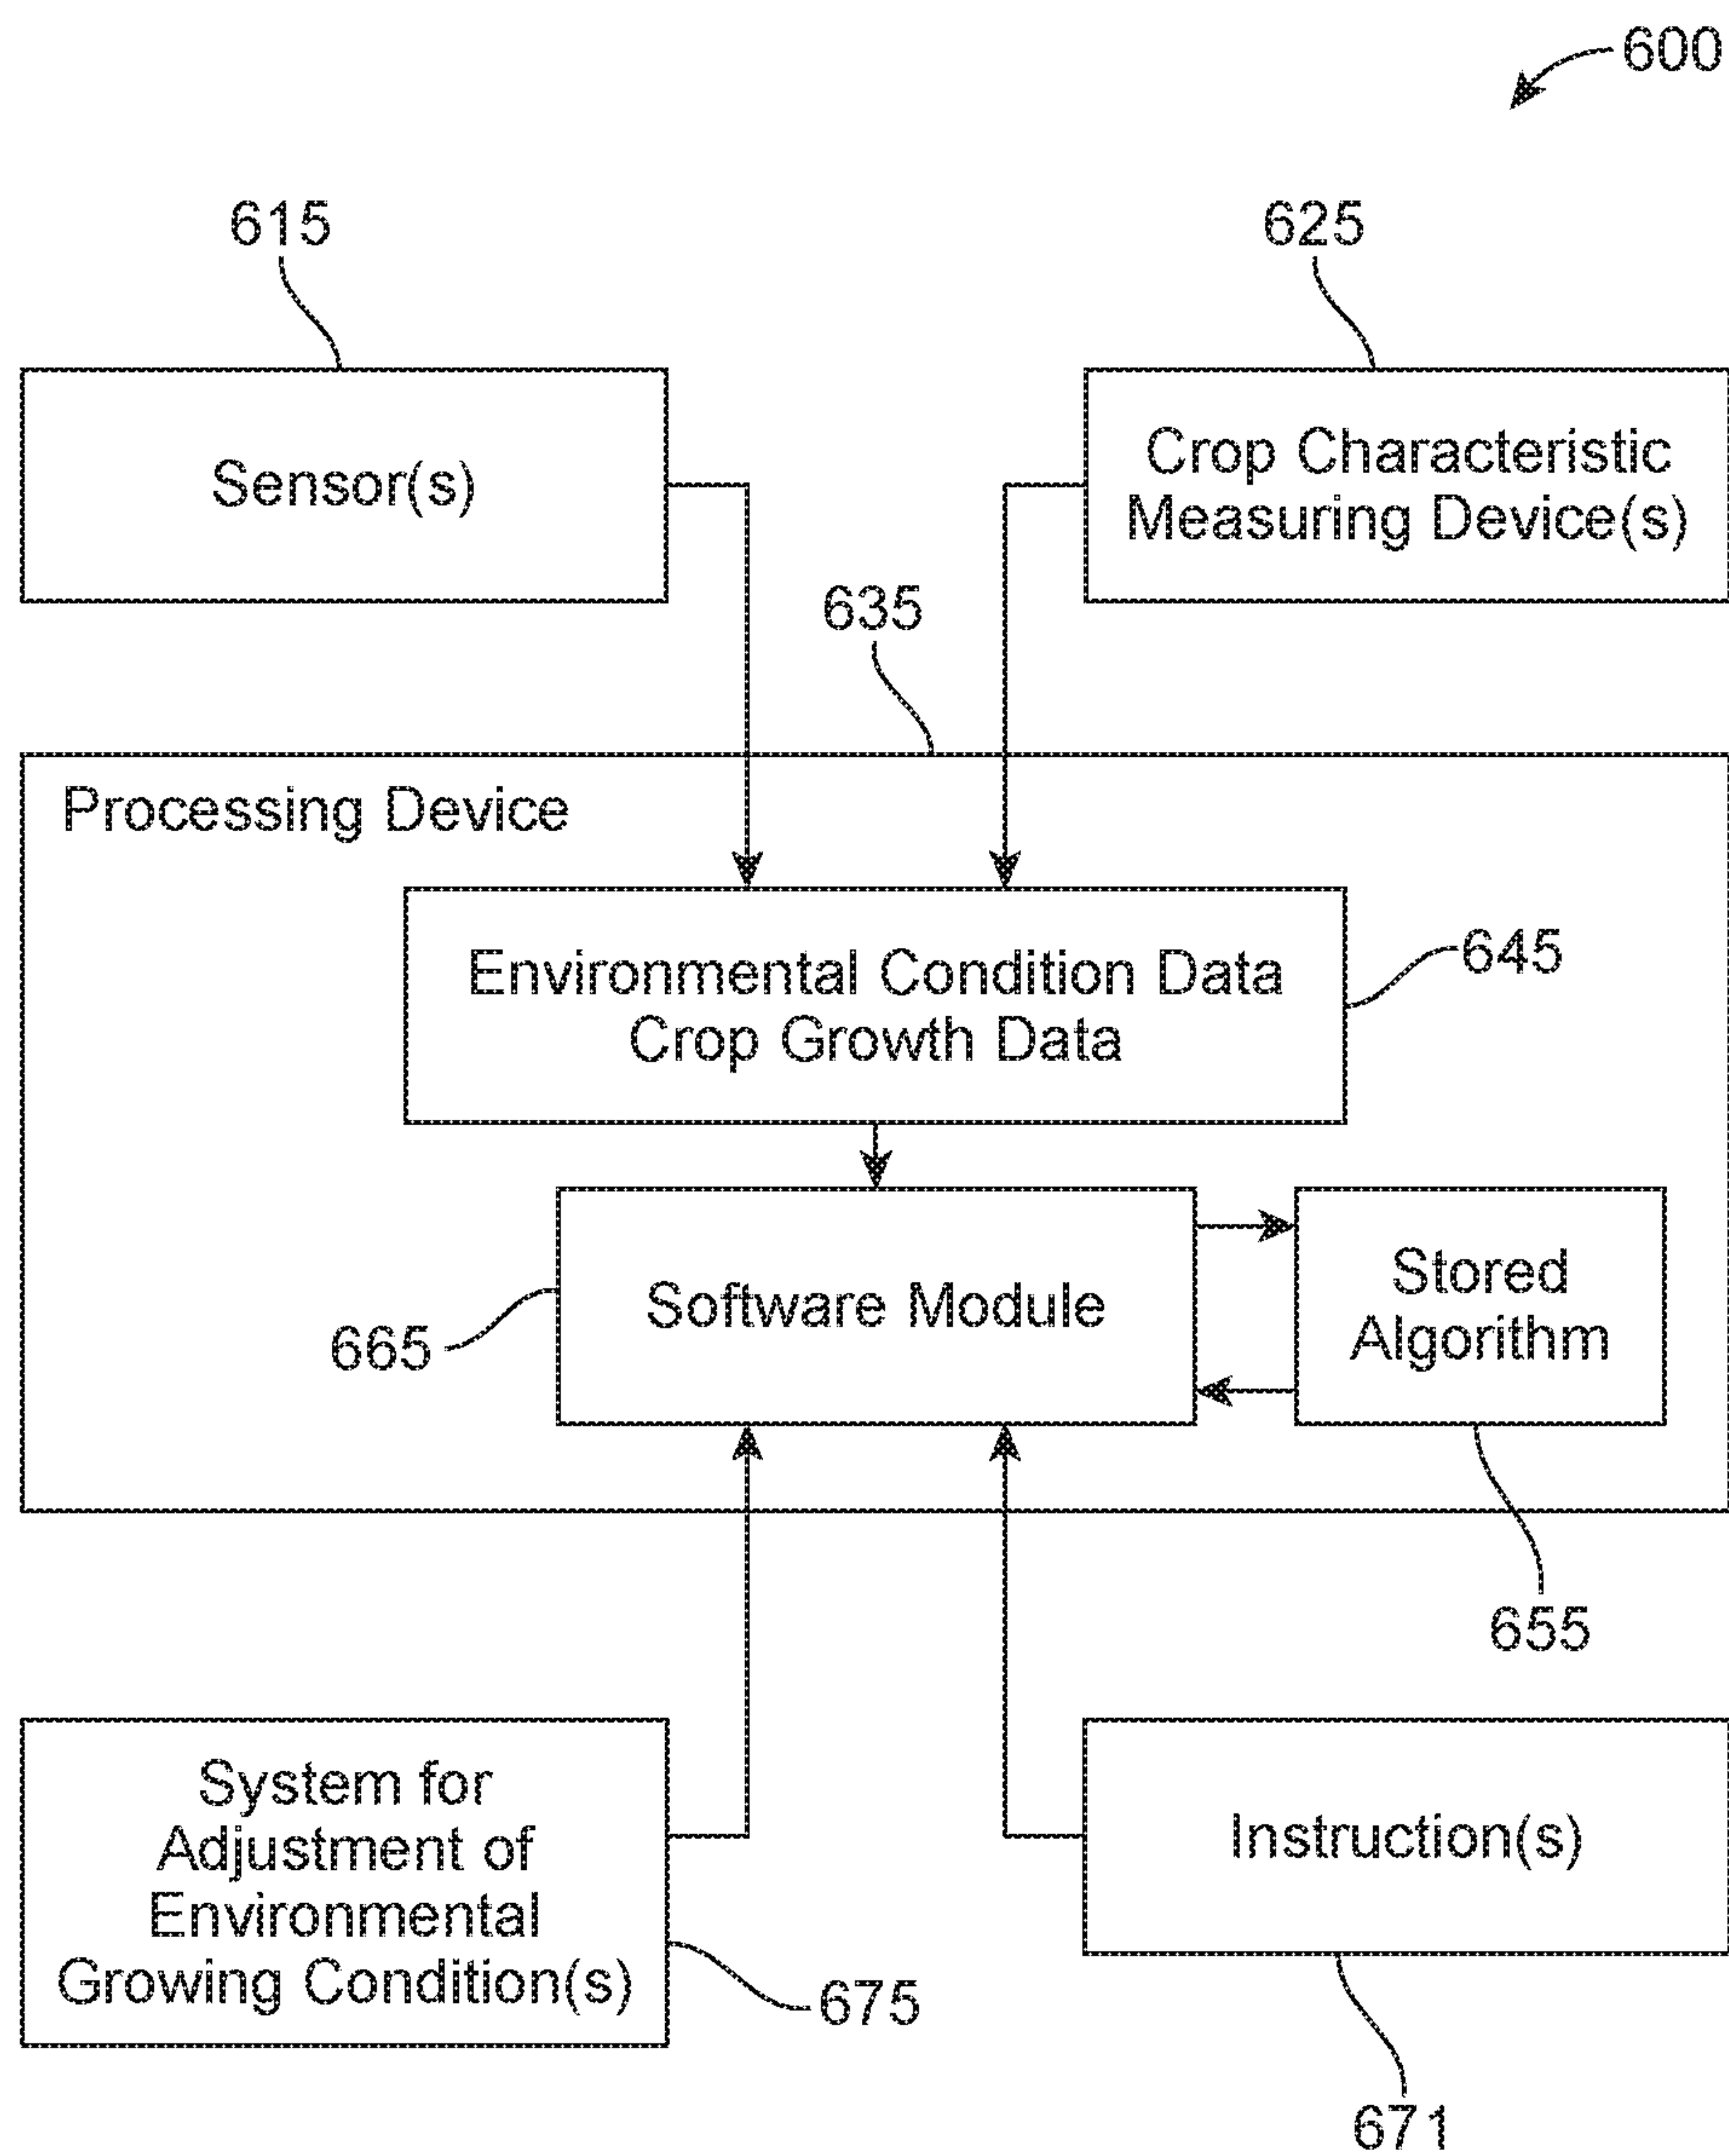 600
615
625
Sensor(s)
Crop Characteristic
Measuring Device(s)
635
Processing Device
Environmental Condition Data
Crop Growth Data
645
Software Module
Stored
Algorithm
665
655
System for
Adjustment of
Environmental
Growing Condition(s)
Instruction(s)
675
671